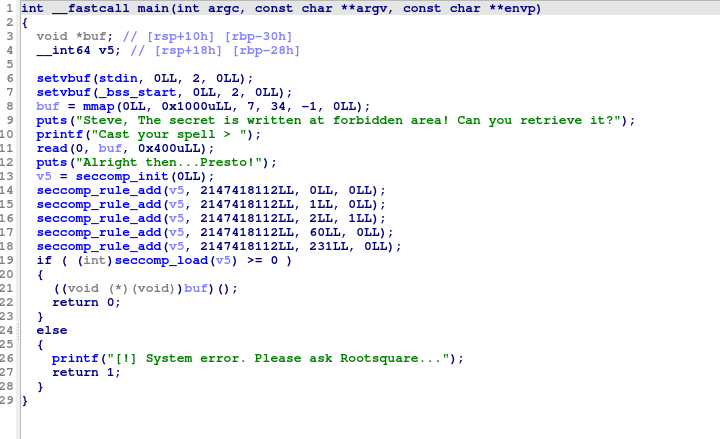 1 int __fastcall main(int argc, const char **argv, const char **envp)
2 {
3 void *buf; // [rsp+10h] [rbp-30h]
4 __int64 v5; // [rsp+18h] [rbp-28h]
5
6 setvbuf(stdin, 0LL, 2, 0LL);
7 setvbuf(_bss_start, 0LL, 2, 0LL);
8 buf = mmap(0LL, 0x1000uLL, 7, 34, -1, 0LL);
9 puts("Steve, The secret is written at forbidden area! Can you retrieve it?");
10 printf("Cast your spell > ");
11 read(0, buf, 0x400uLL);
12 puts("Alright then...Presto!");
13 v5 = seccomp_init(0LL);
14 seccomp_rule_add(v5, 2147418112LL, 0LL, 0LL);
15 seccomp_rule_add(v5, 2147418112LL, 1LL, 0LL);
16 seccomp_rule_add(v5, 2147418112LL, 2LL, 1LL);
17 seccomp_rule_add(v5, 2147418112LL, 60LL, 0LL);
18 seccomp_rule_add(v5, 2147418112LL, 231LL, 0LL);
19 if ( (int)seccomp_load(v5) >= 0 )
20 {
21 ((void (*)(void))buf)();
22 return 0;
23 }
24 else
25 {
26 printf("[!] System error. Please ask Rootsquare...");
27 return 1;
28 }
29 }